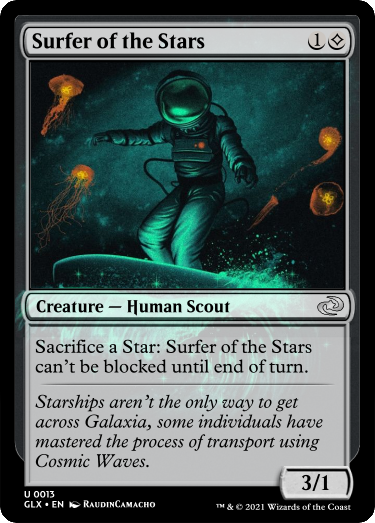 Surfer of the Stars 1
Creature — Human Scout
Sacrifice a Star: Surfer of the Stars
can't be blocked until end of turn.
Starships aren't the only way to get
across Galaxia, some individuals have
mastered the process of transport using
Cosmic Waves.
3/1
U 0013
GLX • EN RaudinCamacho
™ & © 2021 Wizards of the Coast